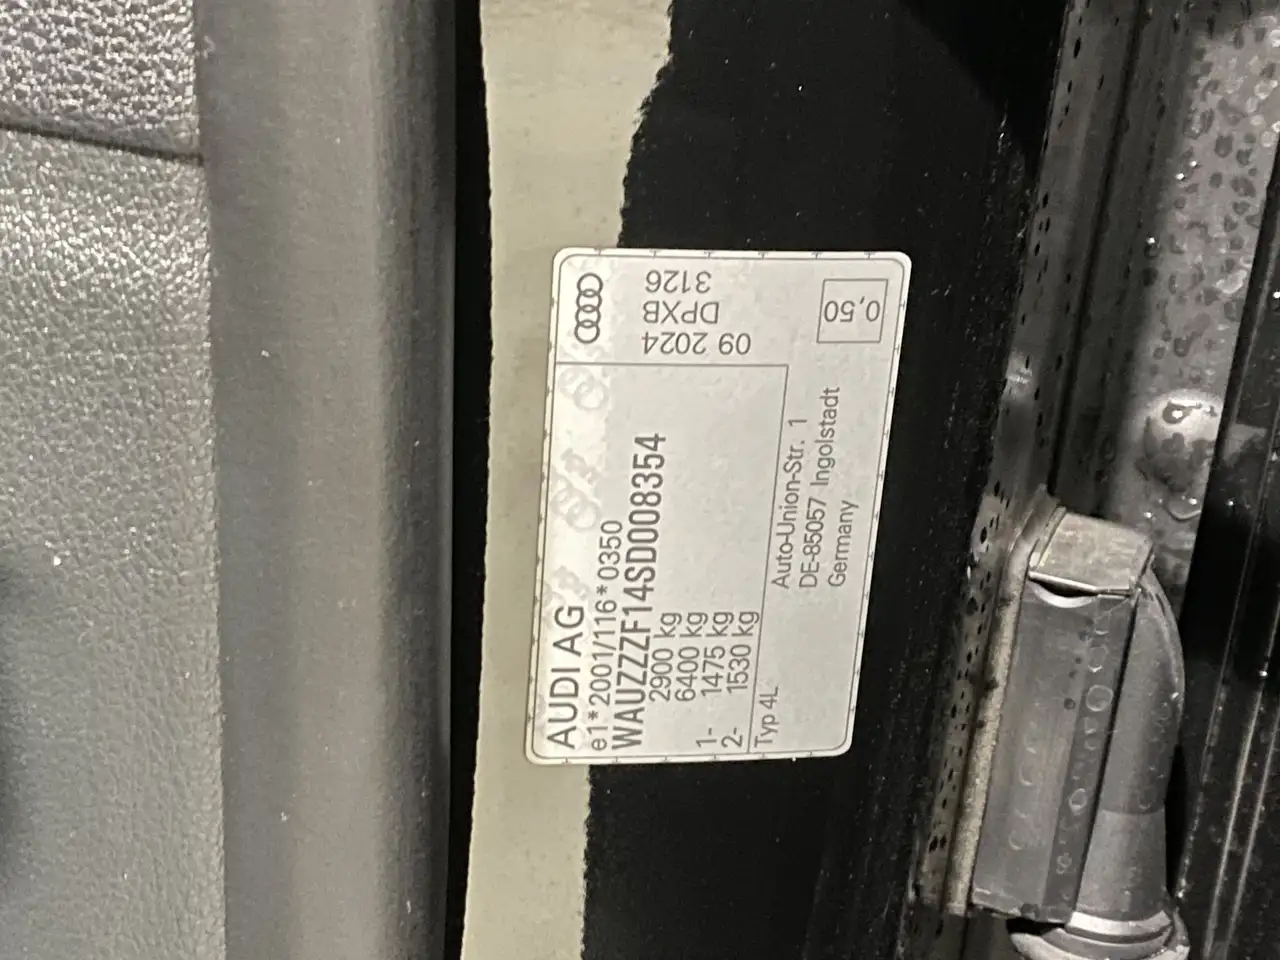 AUDI AG
e1*2001/116*0350
WAUZZZF14SD008354
2900 kg
6400 kg
1- 1475 kg
2- 1530 kg
Typ 4L
Auto-Union-Str. 1
DE-85057 Ingolstadt
Germany
09 2024
DPXB
3126
0,50